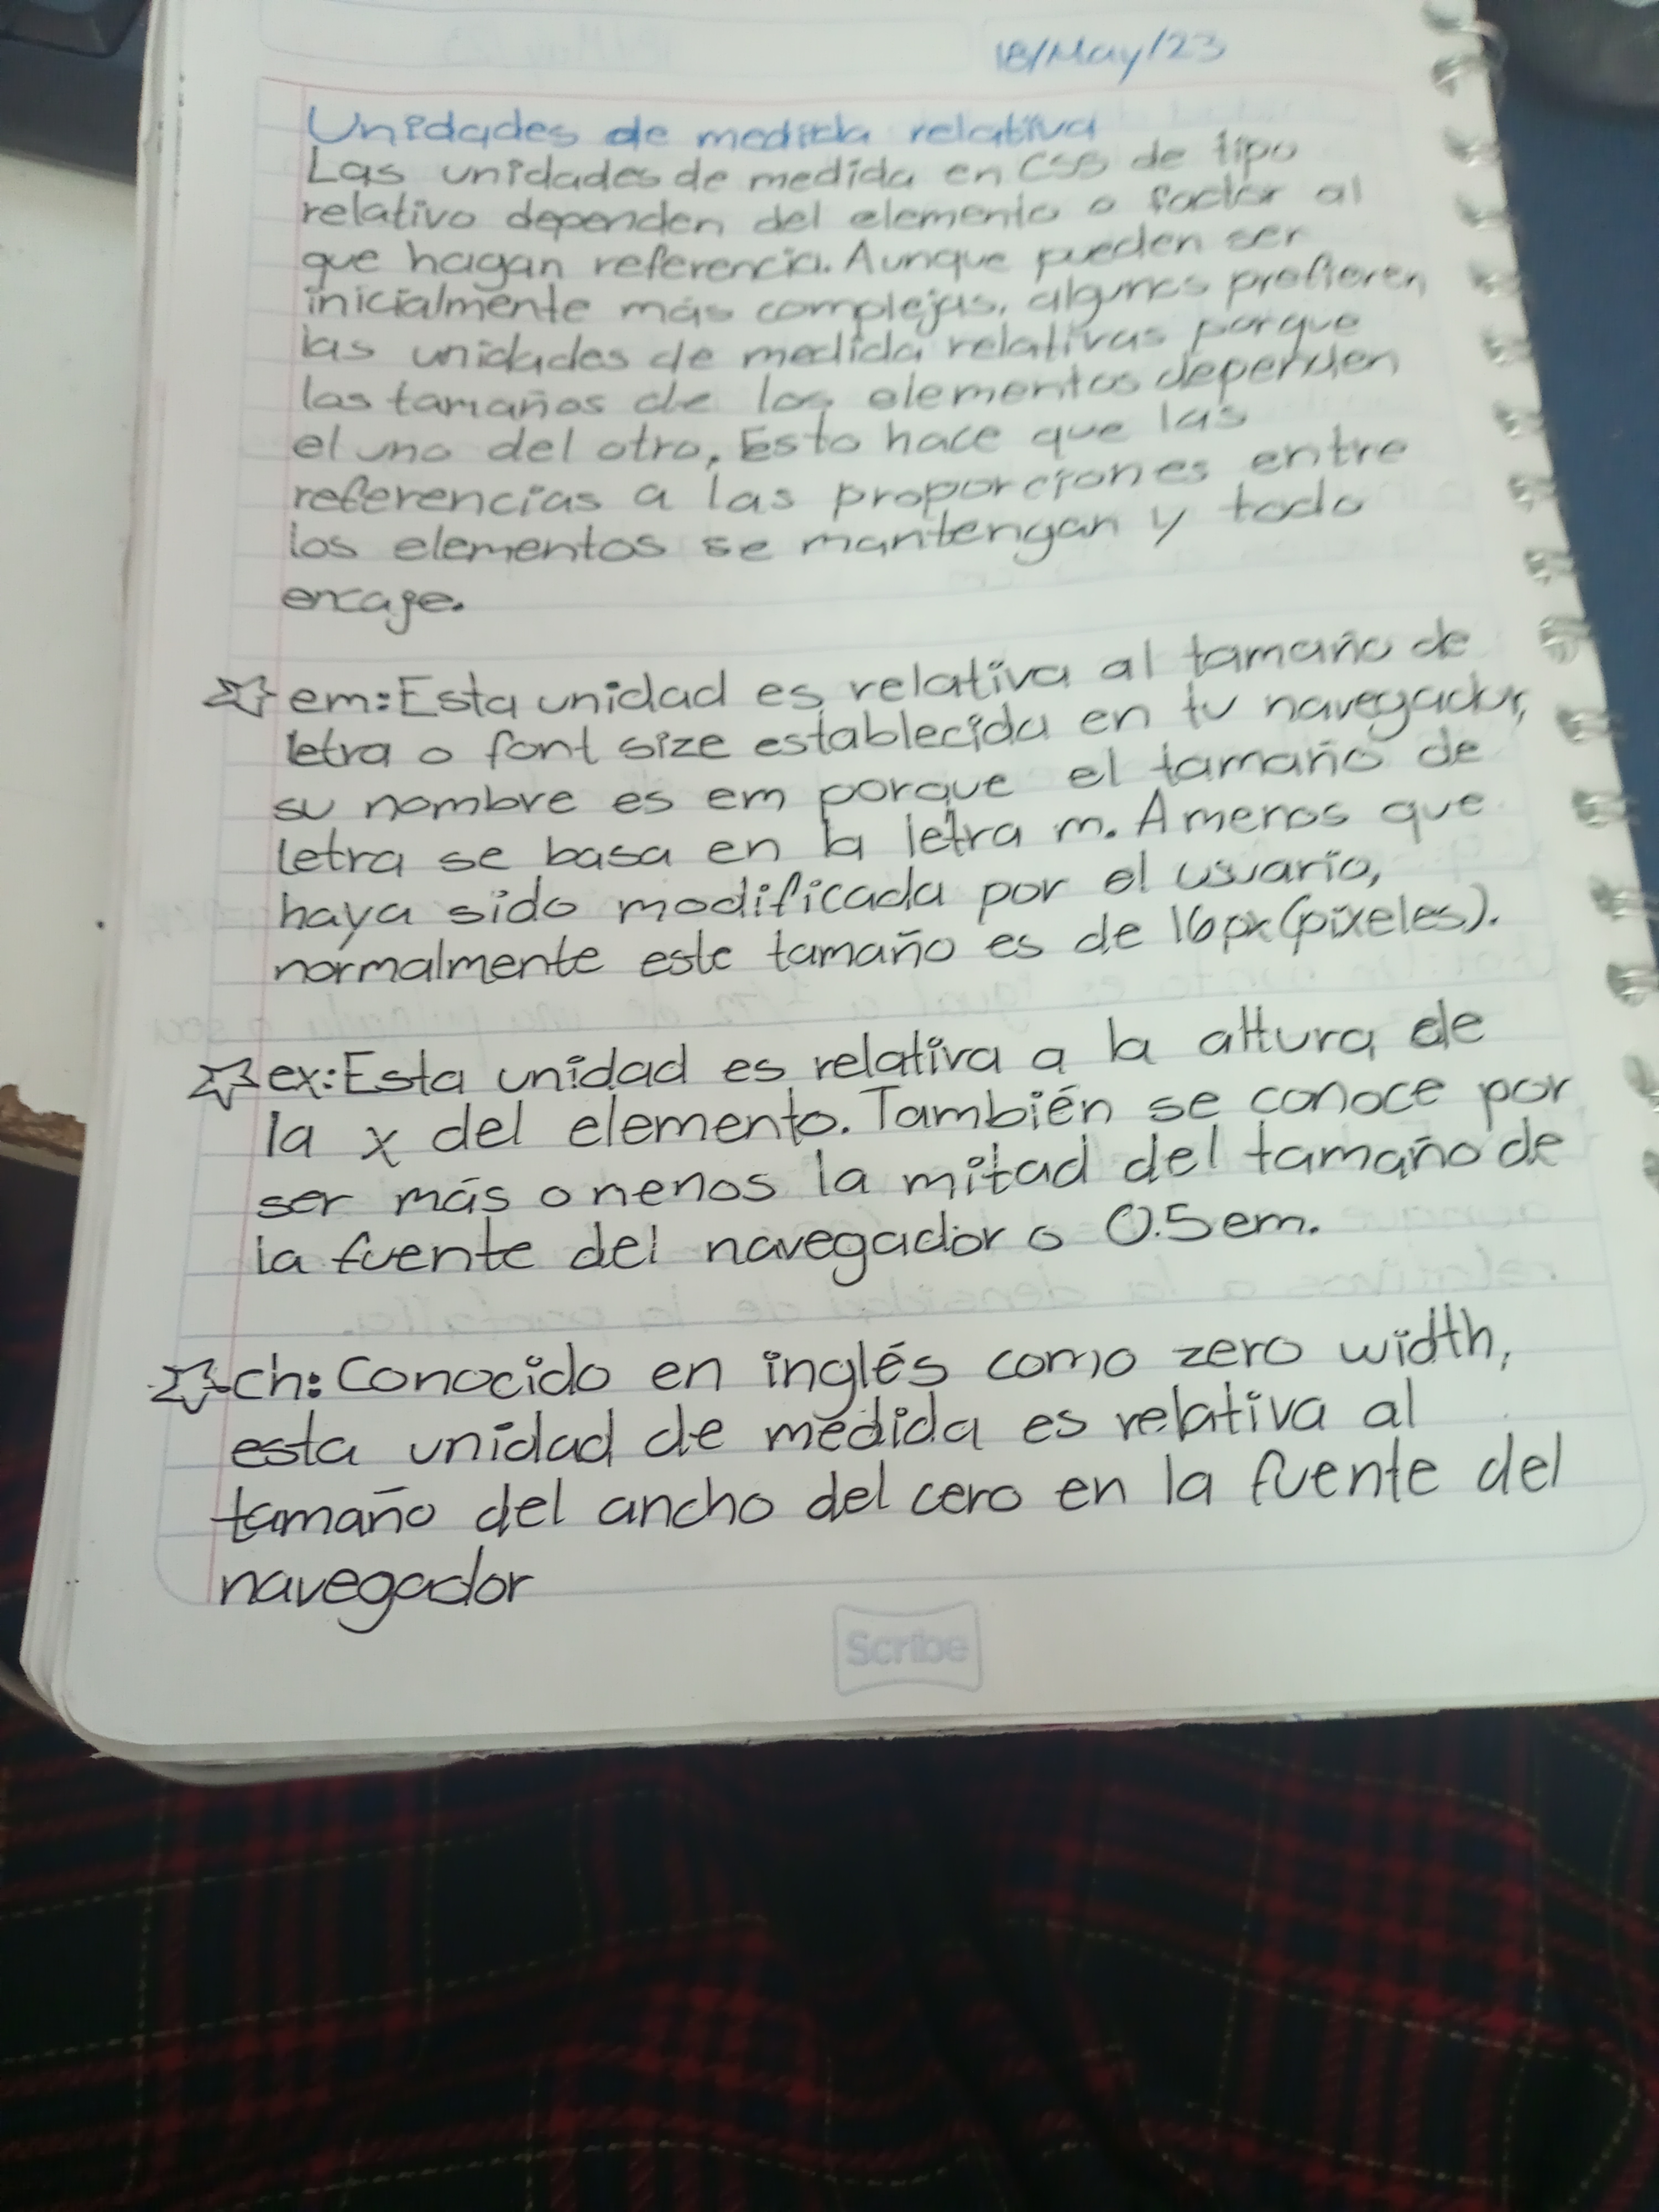 18/May/23
Unidades de medida relativa
Las unidades de medida en CSS de tipo
relativo dependen del elemento o factor al
que hagan referencia. Aunque pueden ser
inicialmente más complejas, algunos prefieren
las unidades de medida relativas porque
los tamaños de los elementos dependen
el uno del otro, Esto hace que las
referencias a las proporciones entre
los elementos se mantengan y todo
encaje.
em: Esta unidad es relativa al tamaño de
letra o font size establecida en tu navegador,
su nombre es em porque el tamaño de
letra se basa en la letra m. A menos que
haya sido modificada por el usuario,
normalmente este tamaño es de 16px (pixeles).
ex: Esta unidad es relativa a la altura de
la x del elemento. También se conoce por
ser más o nenos la mitad del tamaño de
la fuente del navegador o 0.5em.
ch: Conocido en inglés como zero width,
esta unidad de medida es relativa al
tamaño del ancho del cero en la fuente del
navegador
Scribe